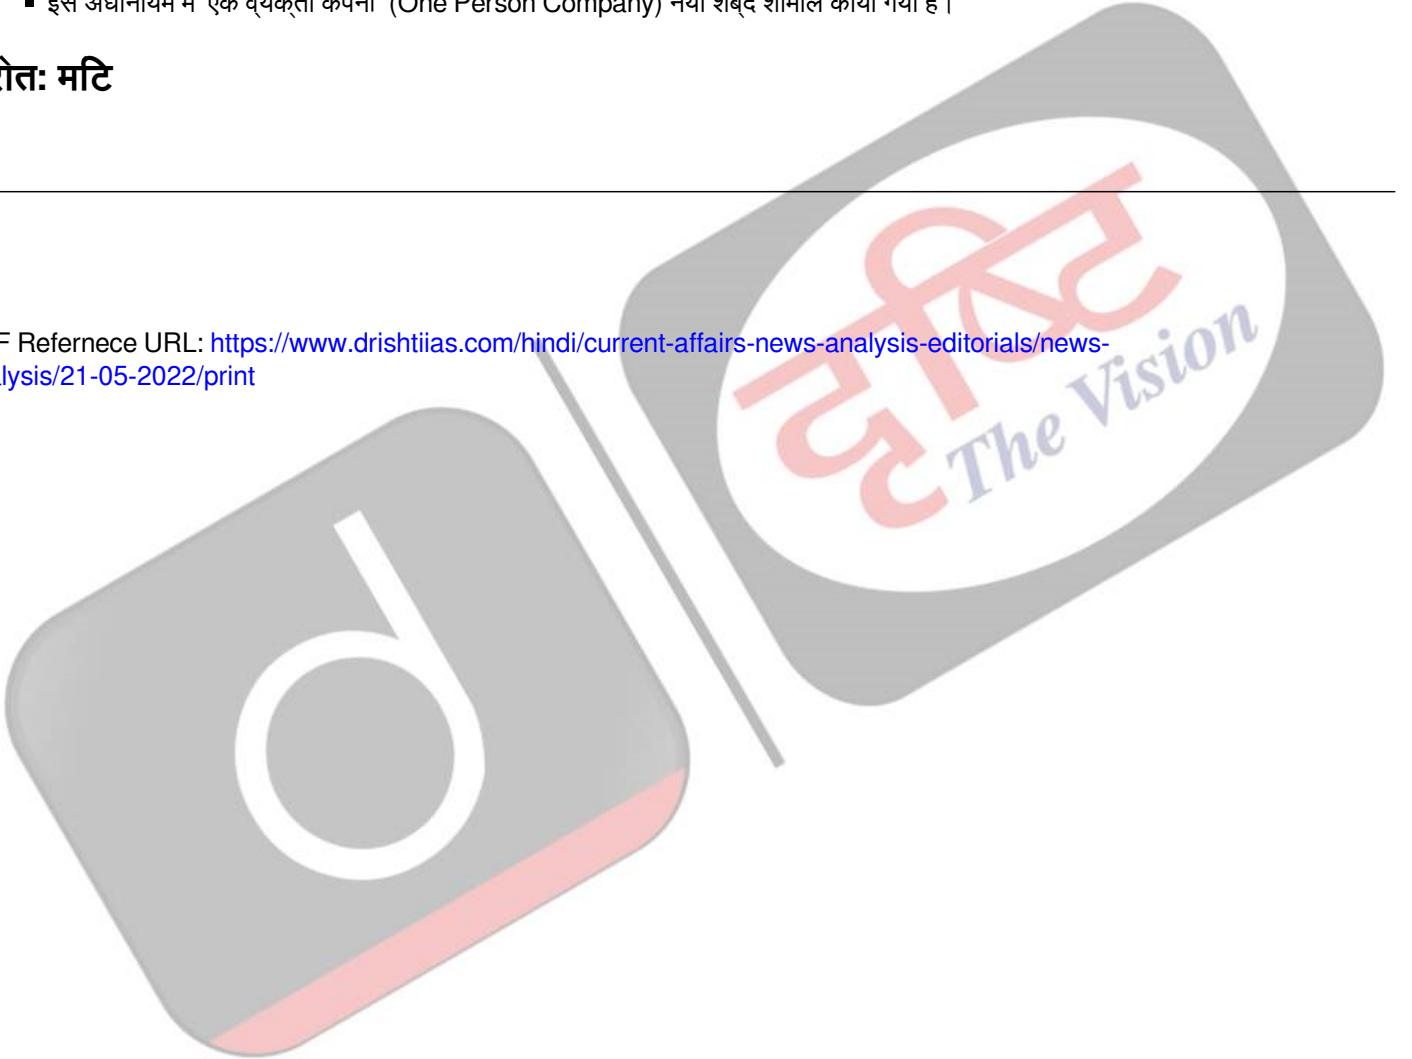 ▪ इस अधिनियम में 'एक व्यक्ति कंपनी' (One Person Company) नया शब्द शामिल किया गया है।
रोत: मिंट
F Refernece URL: https://www.drishtiias.com/hindi/current-affairs-news-analysis-editorials/news-
lysis/21-05-2022/print
दृष्टि
The Vision
d